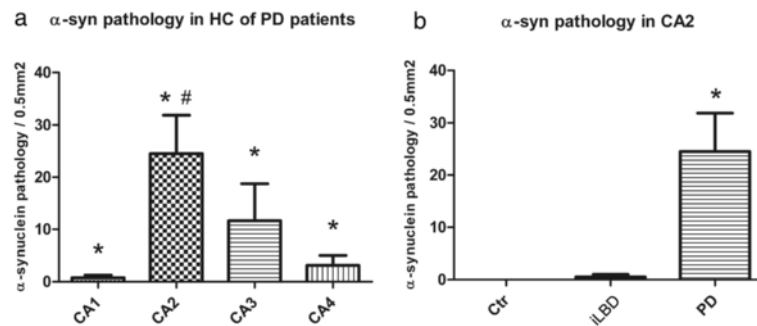 a α-syn pathology in HC of PD patients
α-synuclein pathology / 0.5mm2
40
30
20
10
0
*
* #
*
*
CA1
CA2
CA3
CA4
b α-syn pathology in CA2
α-synuclein pathology / 0.5mm2
40
30
20
10
0
*
Ctr
iLBD
PD